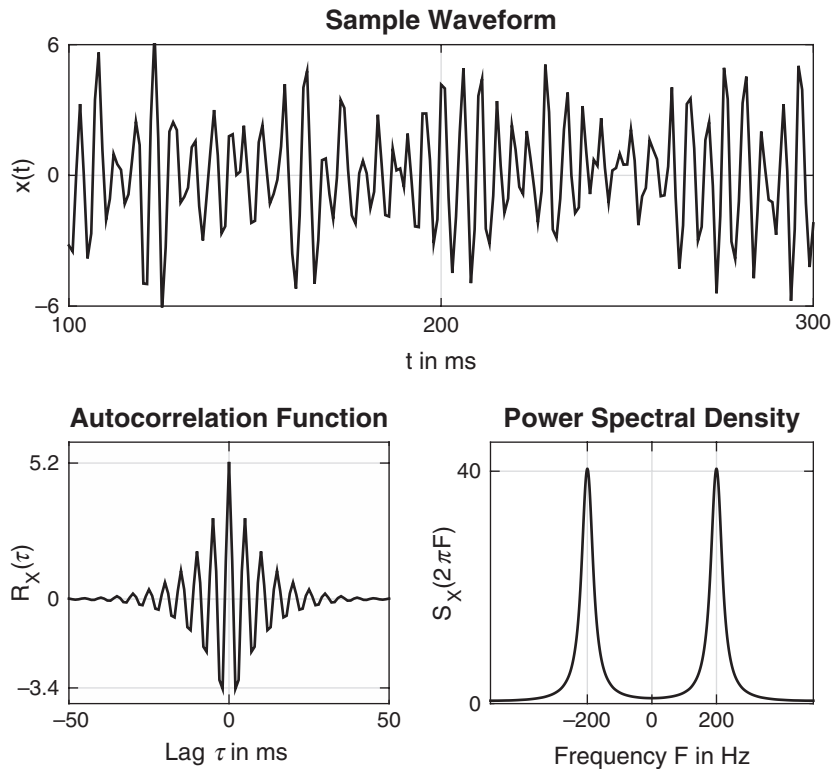 Sample Waveform
6
x(t)
0
−6
100
200
300
t in ms
Autocorrelation Function
5.2
R_X(τ)
0
−3.4
−50
0
50
Lag τ in ms
Power Spectral Density
40
S_X(2πF)
0
−200
0
200
Frequency F in Hz